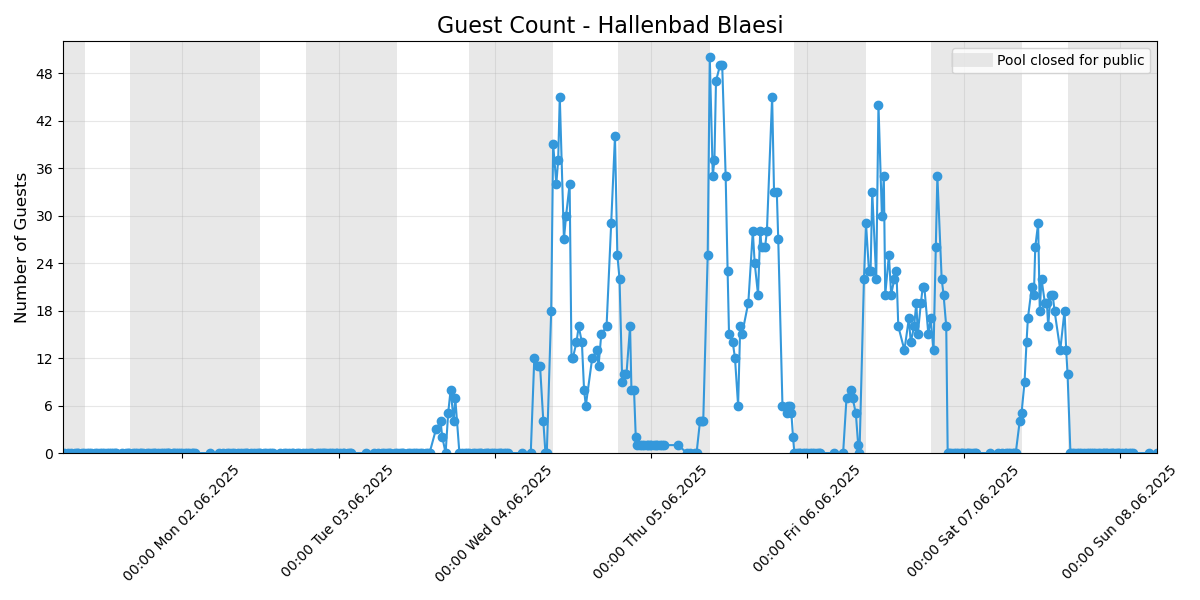 Guest Count - Hallenbad Blaesi
Pool closed for public
Number of Guests
48
42
36
30
24
18
12
6
0
00:00 Mon 02.06.2025
00:00 Tue 03.06.2025
00:00 Wed 04.06.2025
00:00 Thu 05.06.2025
00:00 Fri 06.06.2025
00:00 Sat 07.06.2025
00:00 Sun 08.06.2025